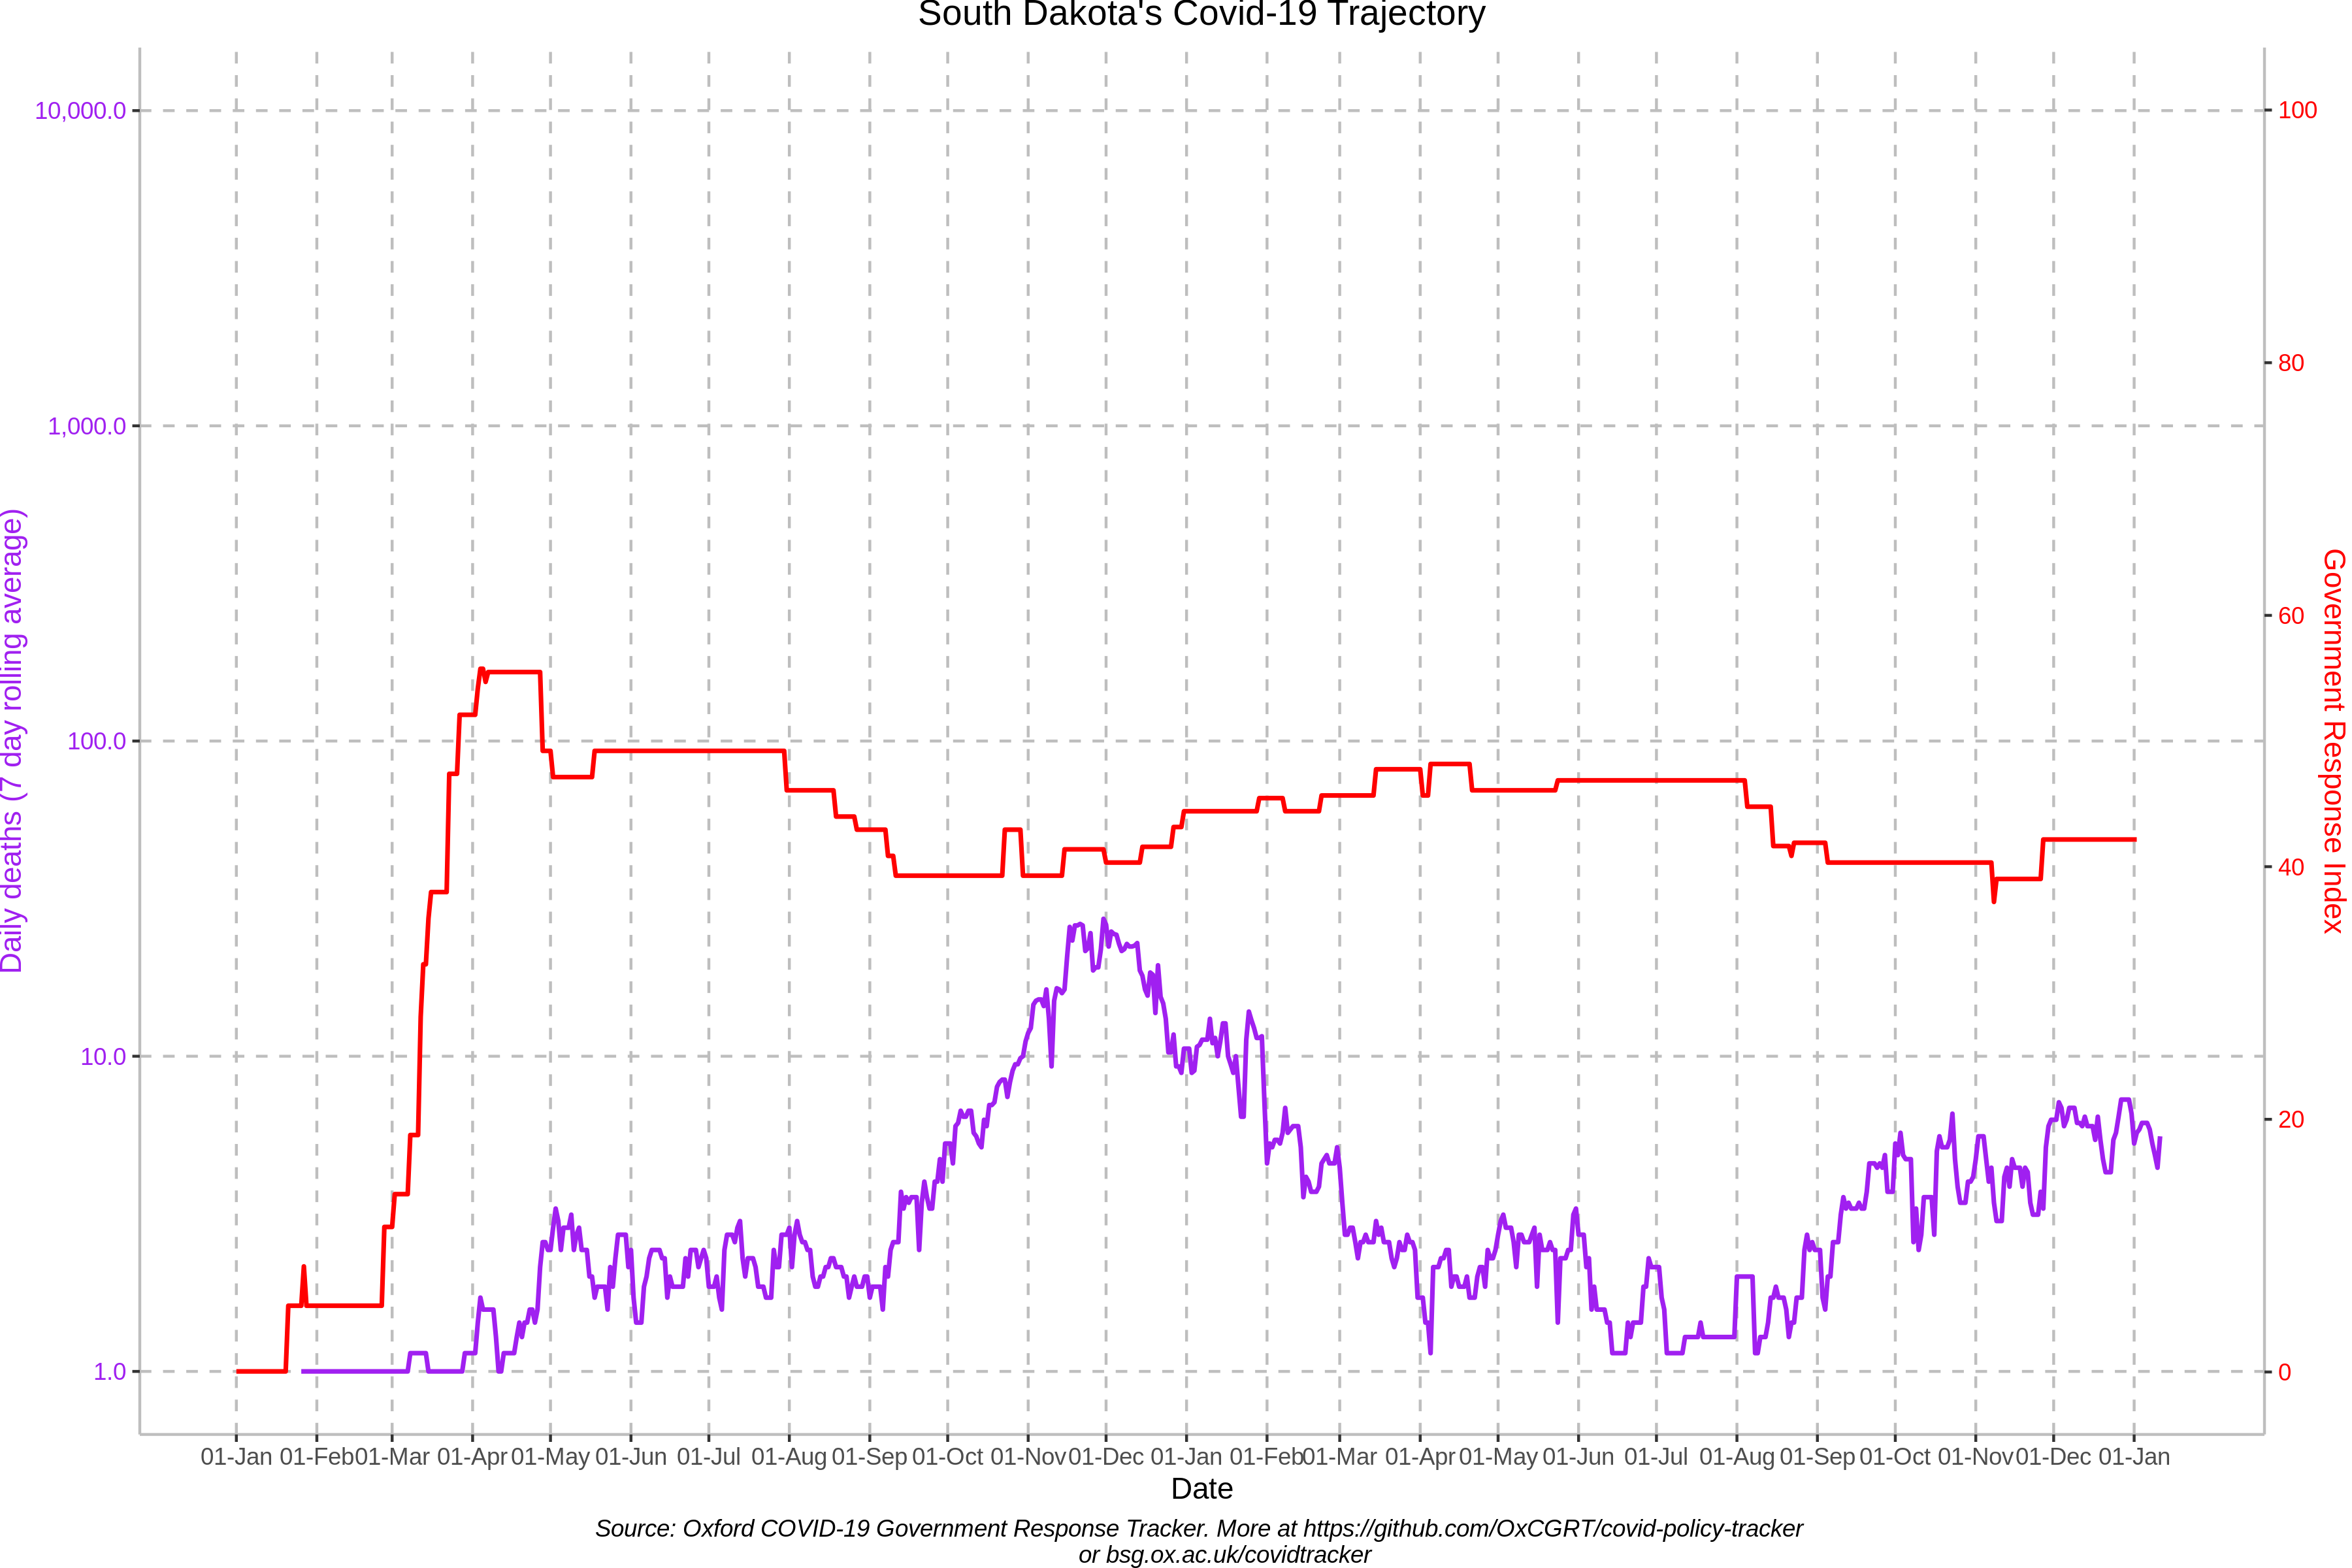 South Dakota's Covid-19 Trajectory
10,000.0
1,000.0
100.0
10.0
1.0
Daily deaths (7 day rolling average)
100
80
60
40
20
0
Government Response Index
01-Jan 01-Feb 01-Mar 01-Apr 01-May 01-Jun 01-Jul 01-Aug 01-Sep 01-Oct 01-Nov 01-Dec 01-Jan 01-Feb 01-Mar 01-Apr 01-May 01-Jun 01-Jul 01-Aug 01-Sep 01-Oct 01-Nov 01-Dec 01-Jan
Date
Source: Oxford COVID-19 Government Response Tracker. More at https://github.com/OxCGRT/covid-policy-tracker
or bsg.ox.ac.uk/covidtracker